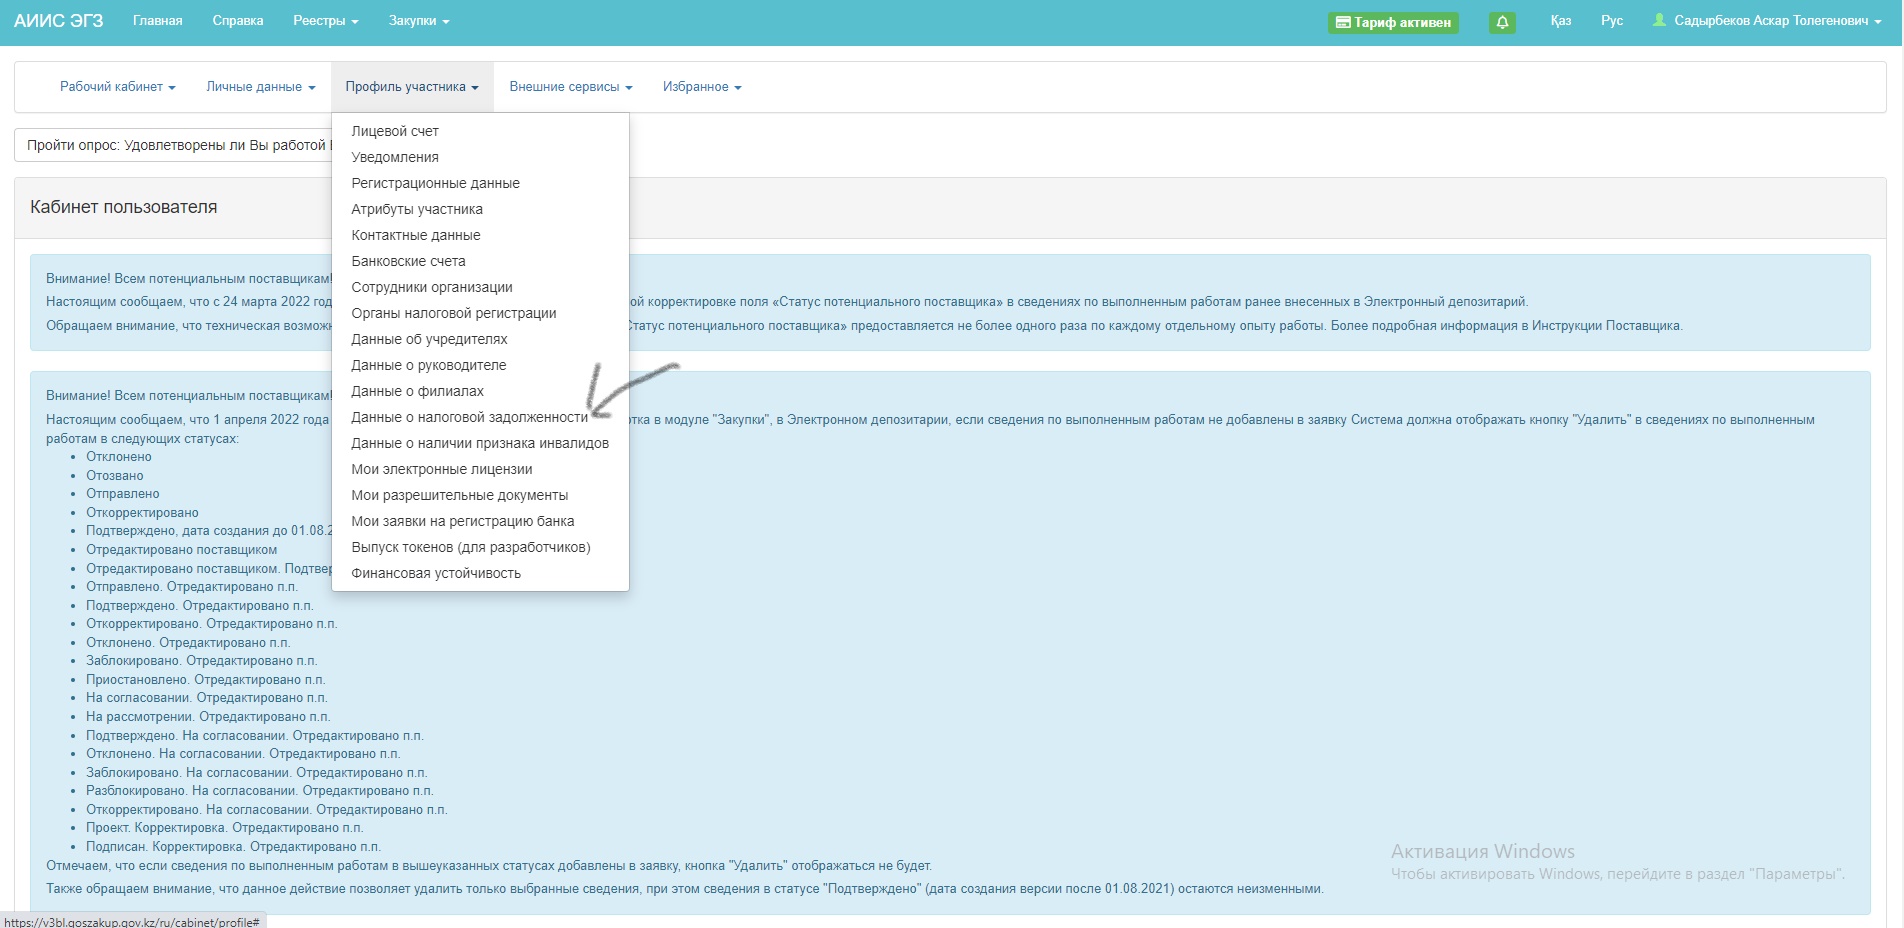 АИИС ЭГЗ Главная Справка Реестры Закупки Тариф активен Қаз Рус Садырбеков Аскар Толегенович
Рабочий кабинет Личные данные Профиль участника Внешние сервисы Избранное
Лицевой счет
Уведомления
Регистрационные данные
Атрибуты участника
Контактные данные
Банковские счета
Сотрудники организации
Органы налоговой регистрации
Данные об учредителях
Данные о руководителе
Данные о филиалах
Данные о налоговой задолженности
Данные о наличии признака инвалидов
Мои электронные лицензии
Мои разрешительные документы
Мои заявки на регистрацию банка
Выпуск токенов (для разработчиков)
Финансовая устойчивость
Пройти опрос: Удовлетворены ли Вы работой
Кабинет пользователя
Внимание! Всем потенциальным поставщикам!
Настоящим сообщаем, что с 24 марта 2022 год ой корректировке поля «Статус потенциального поставщика» в сведениях по выполненным работам ранее внесенных в Электронный депозитарий.
Обращаем внимание, что техническая возможн Статус потенциального поставщика» предоставляется не более одного раза по каждому отдельному опыту работы. Более подробная информация в Инструкции Поставщика.
Внимание! Всем потенциальным поставщикам!
Настоящим сообщаем, что 1 апреля 2022 года отка в модуле "Закупки", в Электронном депозитарии, если сведения по выполненным работам не добавлены в заявку Система должна отображать кнопку "Удалить" в сведениях по выполненным
работам в следующих статусах:
• Отклонено
• Отозвано
• Отправлено
• Откорректировано
• Подтверждено, дата создания до 01.08.2
• Отредактировано поставщиком
• Отредактировано поставщиком. Подтвер
• Отправлено. Отредактировано п.п.
• Подтверждено. Отредактировано п.п.
• Откорректировано. Отредактировано п.п.
• Отклонено. Отредактировано п.п.
• Заблокировано. Отредактировано п.п.
• Приостановлено. Отредактировано п.п.
• На согласовании. Отредактировано п.п.
• На рассмотрении. Отредактировано п.п.
• Подтверждено. На согласовании. Отредактировано п.п.
• Отклонено. На согласовании. Отредактировано п.п.
• Заблокировано. На согласовании. Отредактировано п.п.
• Разблокировано. На согласовании. Отредактировано п.п.
• Откорректировано. На согласовании. Отредактировано п.п.
• Проект. Корректировка. Отредактировано п.п.
• Подписан. Корректировка. Отредактировано п.п.
Отмечаем, что если сведения по выполненным работам в вышеуказанных статусах добавлены в заявку, кнопка "Удалить" отображаться не будет.
Также обращаем внимание, что данное действие позволяет удалить только выбранные сведения, при этом сведения в статусе "Подтверждено" (дата создания версии после 01.08.2021) остаются неизменными.
Активация Windows
Чтобы активировать Windows, перейдите в раздел "Параметры".
https://v3bl.goszakup.gov.kz/ru/cabinet/profile#